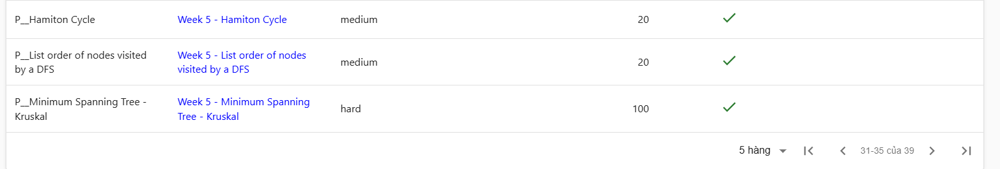 P__Hamiton Cycle Week 5 - Hamiton Cycle medium 20
P__List order of nodes visited
by a DFS
Week 5 - List order of nodes
visited by a DFS
medium 20
P__Minimum Spanning Tree -
Kruskal
Week 5 - Minimum Spanning
Tree - Kruskal
hard 100
5 hàng 31-35 của 39